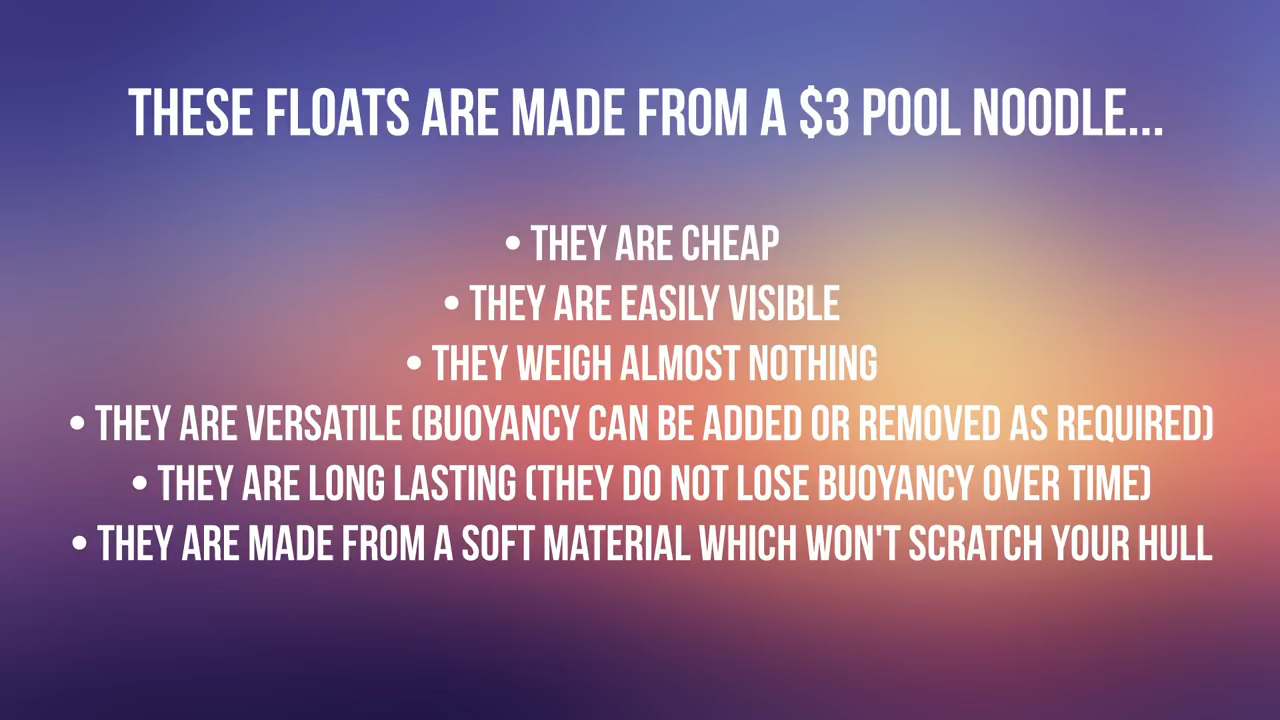 THESE FLOATS ARE MADE FROM A $3 POOL NOODLE...
• THEY ARE CHEAP
• THEY ARE EASILY VISIBLE
• THEY WEIGH ALMOST NOTHING
• THEY ARE VERSATILE (BUOYANCY CAN BE ADDED OR REMOVED AS REQUIRED)
• THEY ARE LONG LASTING (THEY DO NOT LOSE BUOYANCY OVER TIME)
• THEY ARE MADE FROM A SOFT MATERIAL WHICH WON'T SCRATCH YOUR HULL